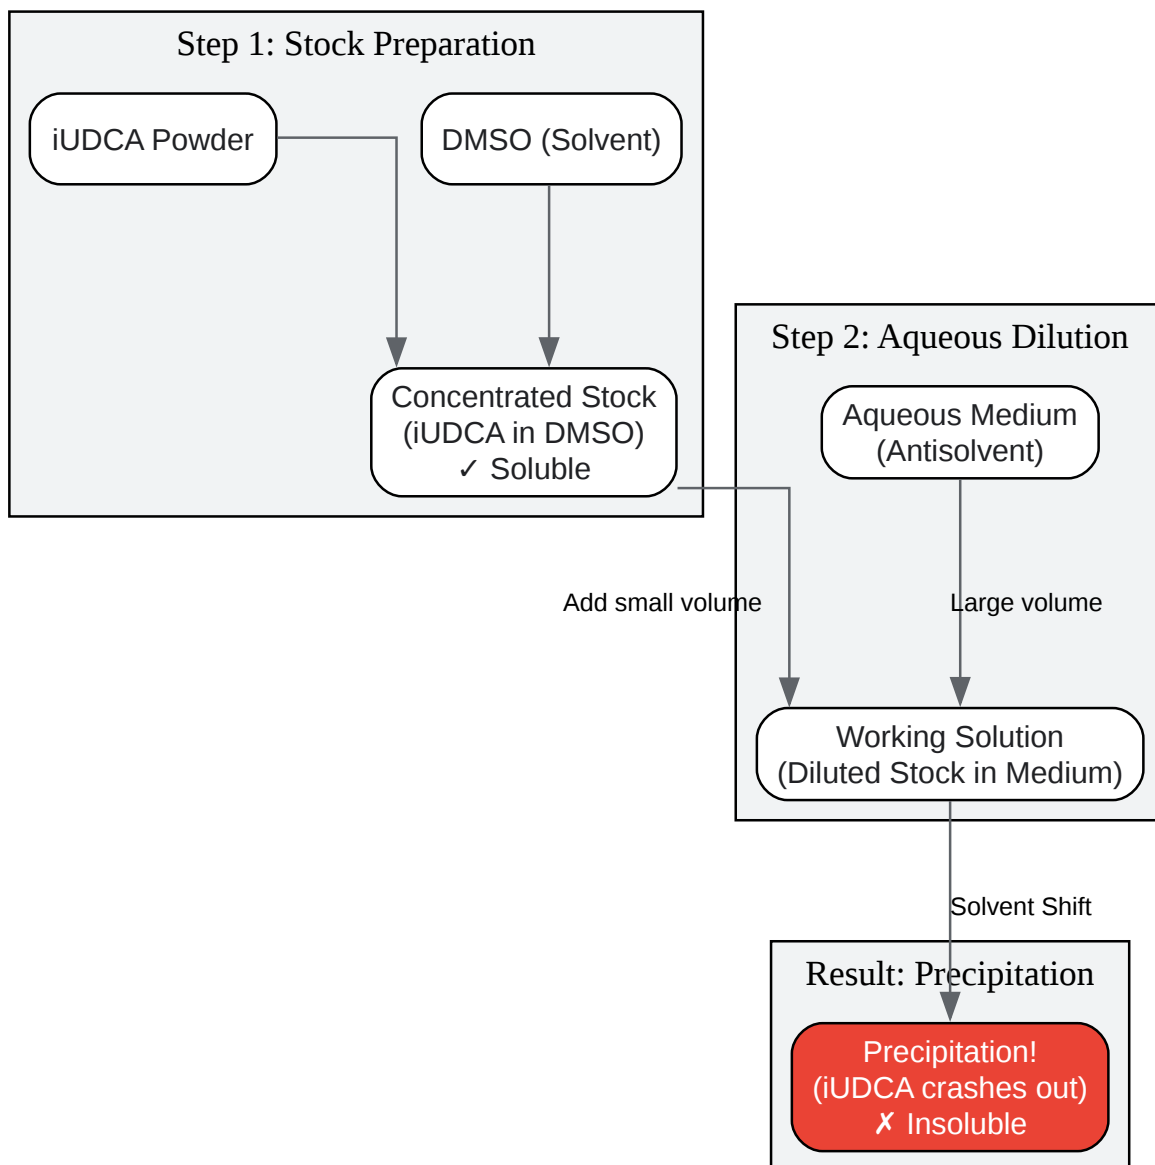 Step 1: Stock Preparation
iUDCA Powder
DMSO (Solvent)
Concentrated Stock
(iUDCA in DMSO)
✓ Soluble
Step 2: Aqueous Dilution
Aqueous Medium
(Antisolvent)
Add small volume
Large volume
Working Solution
(Diluted Stock in Medium)
Solvent Shift
Result: Precipitation
Precipitation!
(iUDCA crashes out)
✗ Insoluble